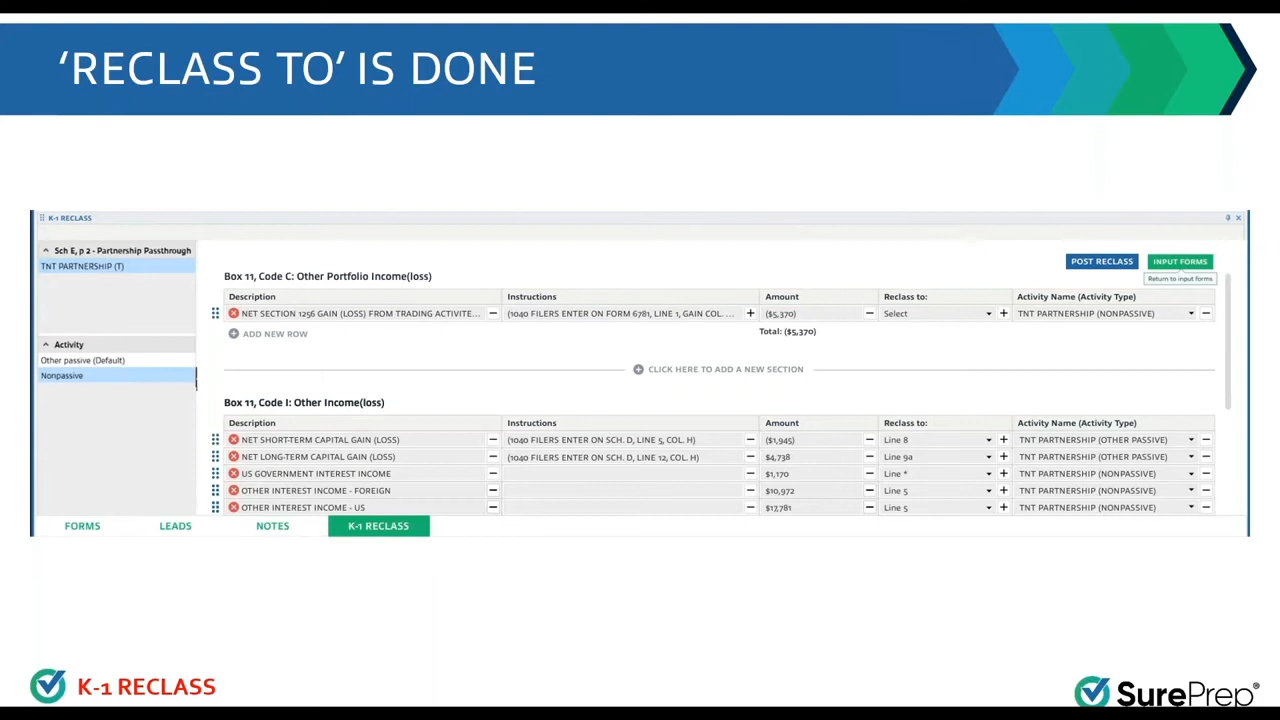 ‘RECLASS TO’ IS DONE
K-1 RECLASS
Sch E, p 2 - Partnership Passthrough
TNT PARTNERSHIP (T)
Activity
Other passive (Default)
Nonpassive
POST RECLASS INPUT FORMS
Return to input forms
Box 11, Code C: Other Portfolio Income(loss)
Description Instructions Amount Reclass to: Activity Name (Activity Type)
NET SECTION 1256 GAIN (LOSS) FROM TRADING ACTIVITE... (1040 FILERS ENTER ON FORM 6781, LINE 1, GAIN COL. ... ($5,370) Select TNT PARTNERSHIP (NONPASSIVE)
ADD NEW ROW Total: ($5,370)
CLICK HERE TO ADD A NEW SECTION
Box 11, Code I: Other Income(loss)
Description Instructions Amount Reclass to: Activity Name (Activity Type)
NET SHORT-TERM CAPITAL GAIN (LOSS) (1040 FILERS ENTER ON SCH. D, LINE 5, COL. H) ($1,945) Line 8 TNT PARTNERSHIP (OTHER PASSIVE)
NET LONG-TERM CAPITAL GAIN (LOSS) (1040 FILERS ENTER ON SCH. D, LINE 12, COL. H) $4,738 Line 9a TNT PARTNERSHIP (OTHER PASSIVE)
US GOVERNMENT INTEREST INCOME $1,170 Line * TNT PARTNERSHIP (NONPASSIVE)
OTHER INTEREST INCOME - FOREIGN $10,972 Line 5 TNT PARTNERSHIP (NONPASSIVE)
OTHER INTEREST INCOME - US $17,781 Line 5 TNT PARTNERSHIP (NONPASSIVE)
FORMS LEADS NOTES K-1 RECLASS
K-1 RECLASS
SurePrep®